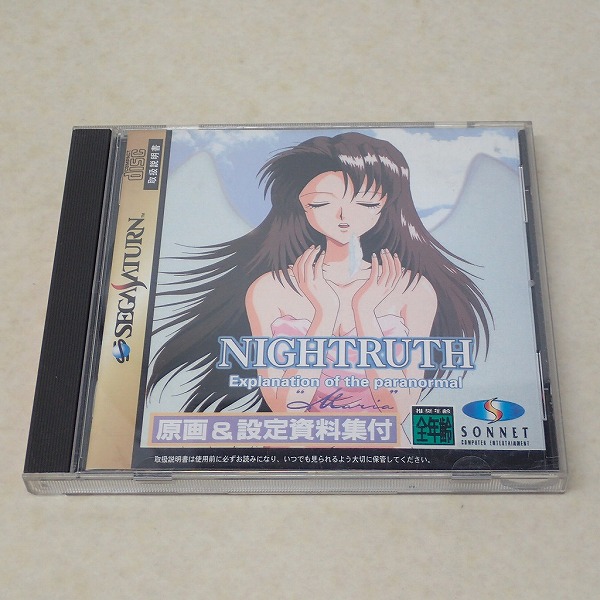 COMPACT
disc
取扱説明書
SEGA SATURN™
NIGHTRUTH
Explanation of the paranormal
"Maria"
原画&設定資料集付
推奨年齢
全年齢
SONNET
COMPUTER ENTERTAINMENT
取扱説明書は使用前に必ずお読みになり、いつでも見られるよう大切に保管してください。